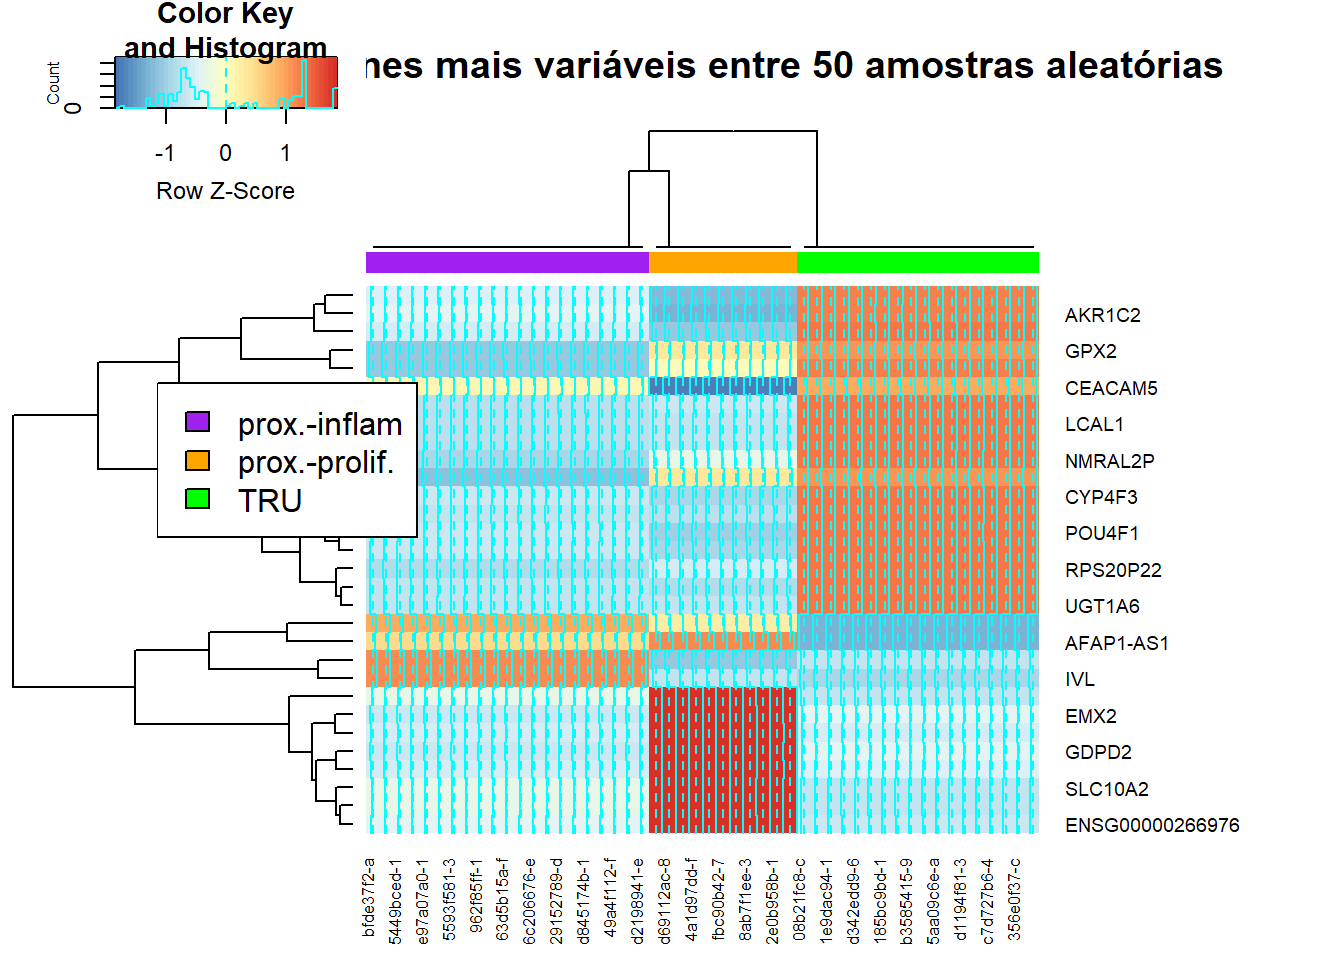 Color Key
and Histogram
nes mais variáveis entre 50 amostras aleatórias
Count
0
-1 0 1
Row Z-Score
prox.-inflam
prox.-prolif.
TRU
AKR1C2
GPX2
CEACAM5
LCAL1
NMRAL2P
CYP4F3
POU4F1
RPS20P22
UGT1A6
AFAP1-AS1
IVL
EMX2
GDPD2
SLC10A2
ENSG00000266976
bfde37f2-a
5449bced-1
e97a07a0-1
5593f581-3
962f85ff-1
63d5b15a-f
6c206676-e
29152789-d
d845174b-1
49a4f112-f
d2198941-e
d69112ac-8
4a1d97dd-f
fbc90b42-7
8ab7f1ee-3
2e0b958b-1
08b21fc8-c
1e9dac94-1
d342edd9-6
185bc9bd-1
b3585415-9
5aa09c6e-a
d1194f81-3
c7d727b6-4
356e0f37-c